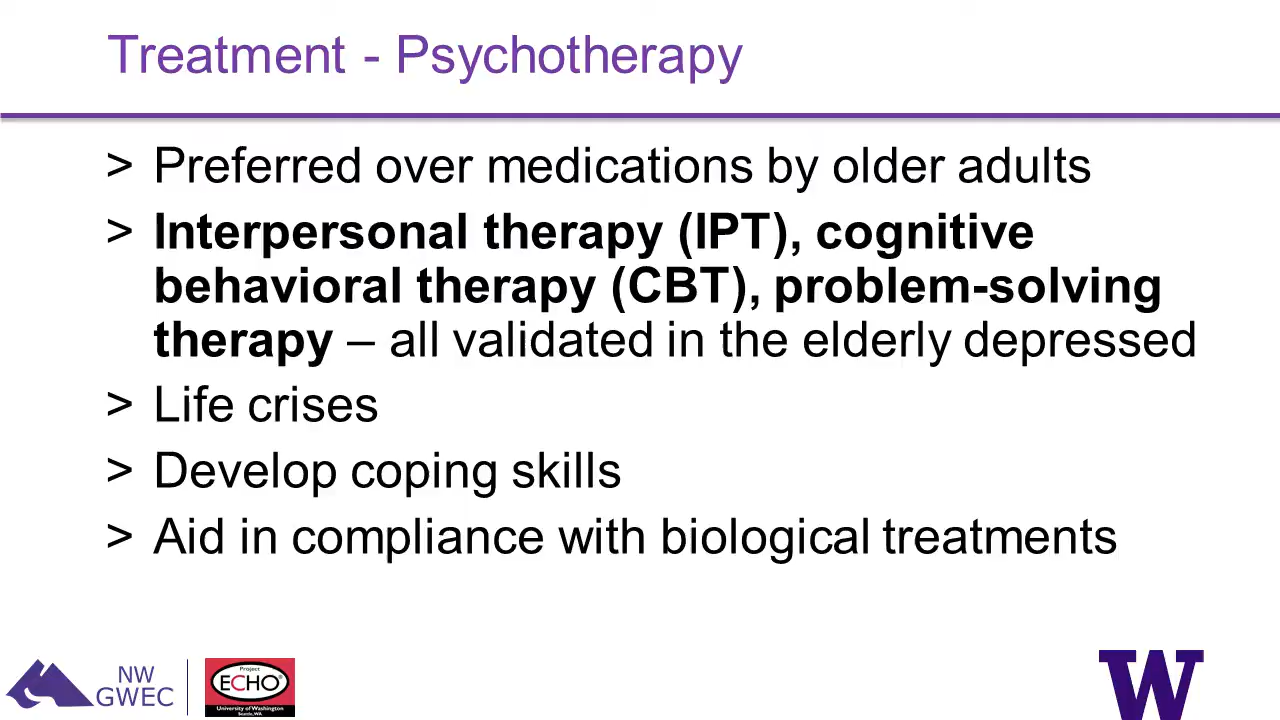 Treatment - Psychotherapy
> Preferred over medications by older adults
> Interpersonal therapy (IPT), cognitive
behavioral therapy (CBT), problem-solving
therapy – all validated in the elderly depressed
> Life crises
> Develop coping skills
> Aid in compliance with biological treatments
NW
GWEC
Project
ECHO
University of Washington
Seattle, WA
W